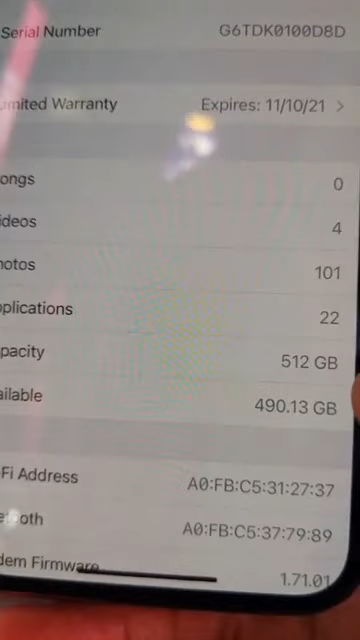 Serial Number G6TDK0100D8D
imited Warranty Expires: 11/10/21 >
ongs 0
ideos 4
hotos 101
pplications 22
pacity 512 GB
ailable 490.13 GB
Fi Address A0:FB:C5:31:27:37
etooth A0:FB:C5:37:79:89
dem Firmware 1.71.01